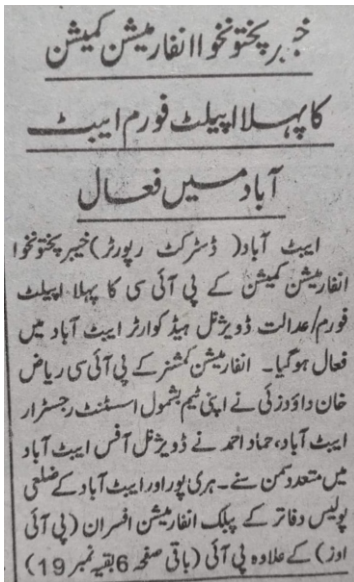 خیبر پختونخوا انفارمیشن کمیشن
کا پہلا اپیلٹ فورم ایبٹ
آباد میں فعال
ایبٹ آباد (ڈسٹرکٹ رپورٹر) خیبر پختونخوا
انفارمیشن کمیشن کے پی آئی سی کا پہلا اپیلٹ
فورم/عدالت ڈویژنل ہیڈ کوارٹر ایبٹ آباد میں
فعال ہو گیا۔ انفارمیشن کمشنر کے پی آئی سی ریاض
خان داؤدزئی نے اپنی ٹیم بشمول اسسٹنٹ رجسٹرار
ایبٹ آباد، حماد احمد نے ڈویژنل آفس ایبٹ آباد
میں متعدد سمن سنے۔ ہری پور اور ایبٹ آباد کے ضلعی
پولیس دفاتر کے پبلک انفارمیشن افسران (پی آئی
اوز) کے علاوہ پی آئی (باقی صفحہ 6 بقیہ نمبر 19)